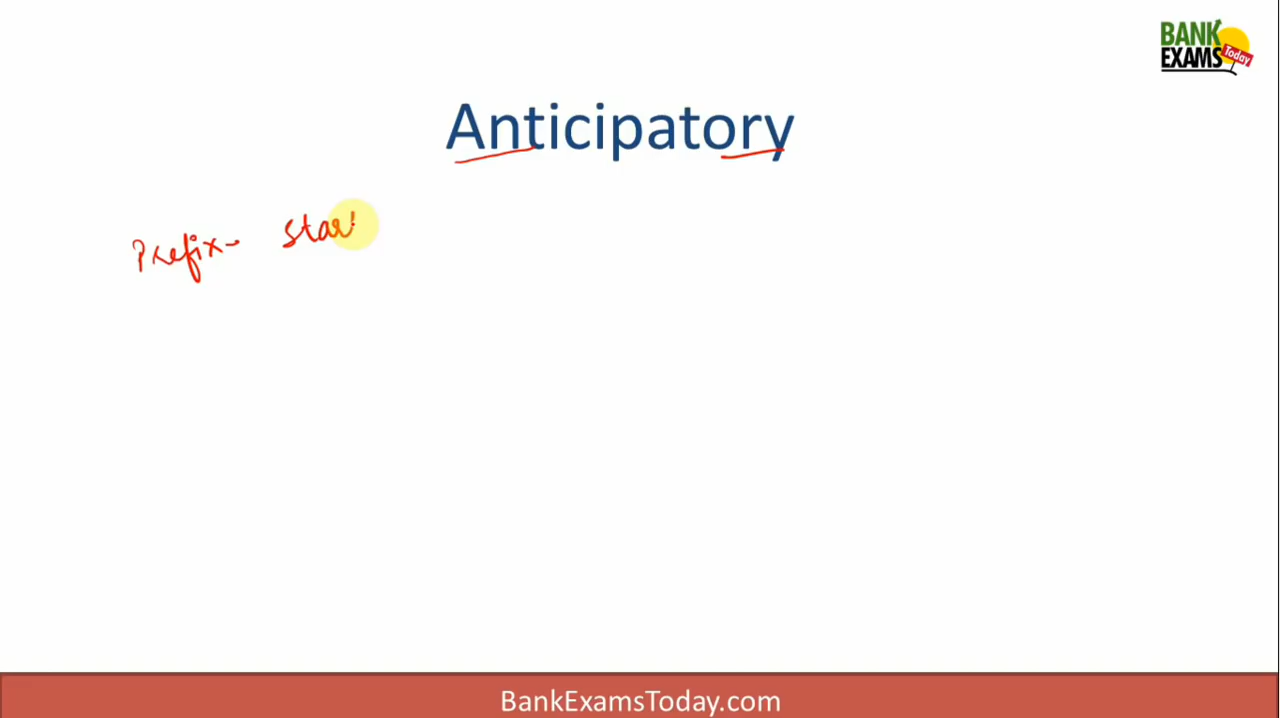 BANK
EXAMS Today
Anticipatory
Prefix- star
BankExamsToday.com